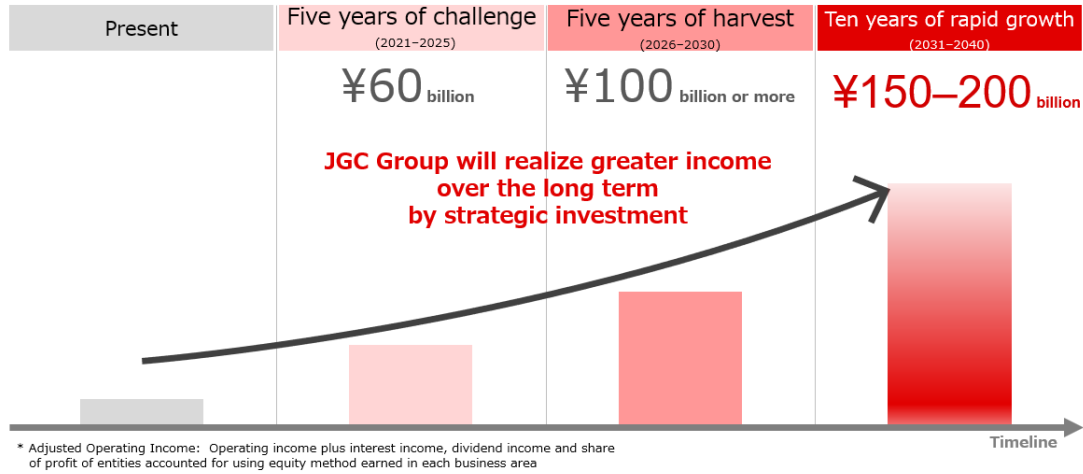 Present
Five years of challenge
(2021–2025)
Five years of harvest
(2026–2030)
Ten years of rapid growth
(2031–2040)
¥60 billion
¥100 billion or more
¥150–200 billion
JGC Group will realize greater income
over the long term
by strategic investment
Timeline
* Adjusted Operating Income: Operating income plus interest income, dividend income and share
of profit of entities accounted for using equity method earned in each business area